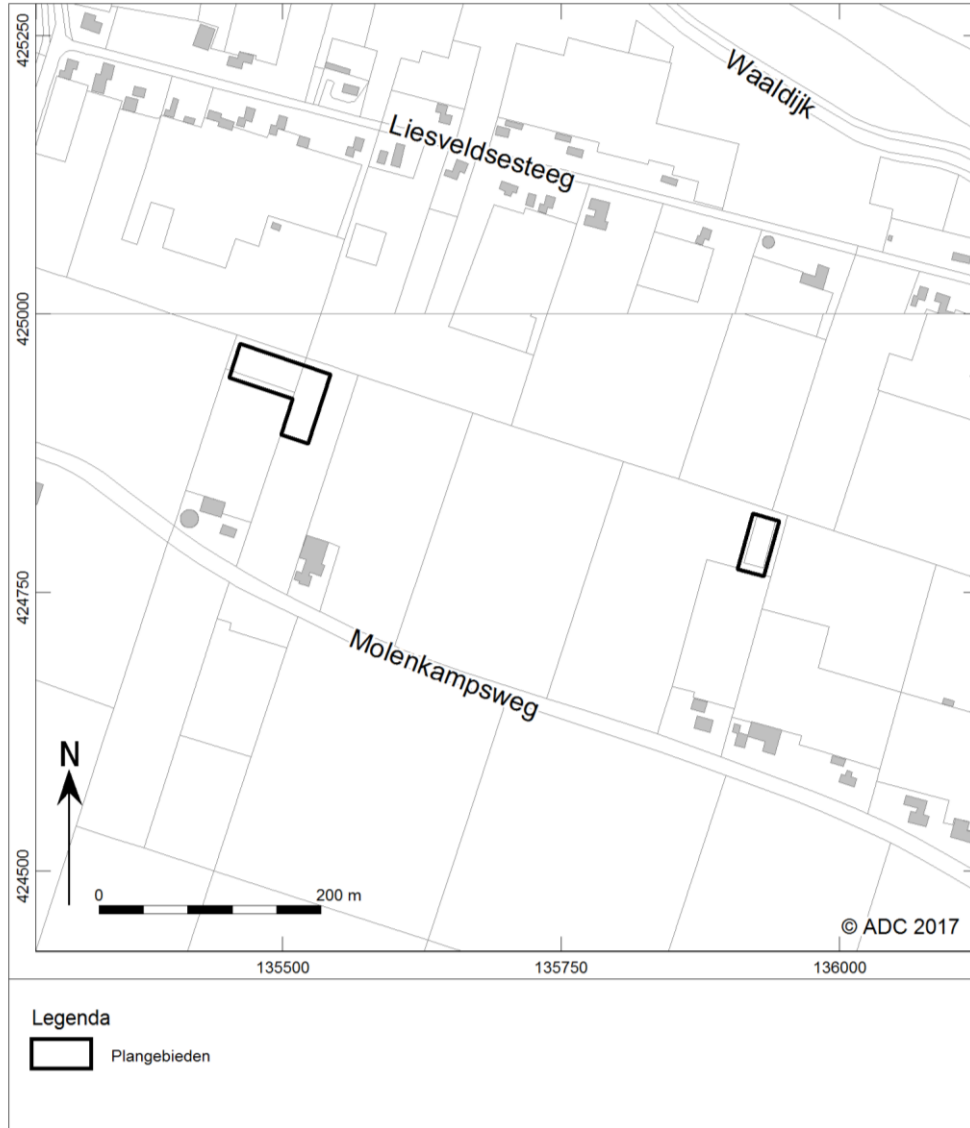 425250
Waaldijk
Liesveldsesteeg
425000
424750
Molenkampsweg
N
424500
0 200 m
© ADC 2017
135500 135750 136000
Legenda
Plangebieden